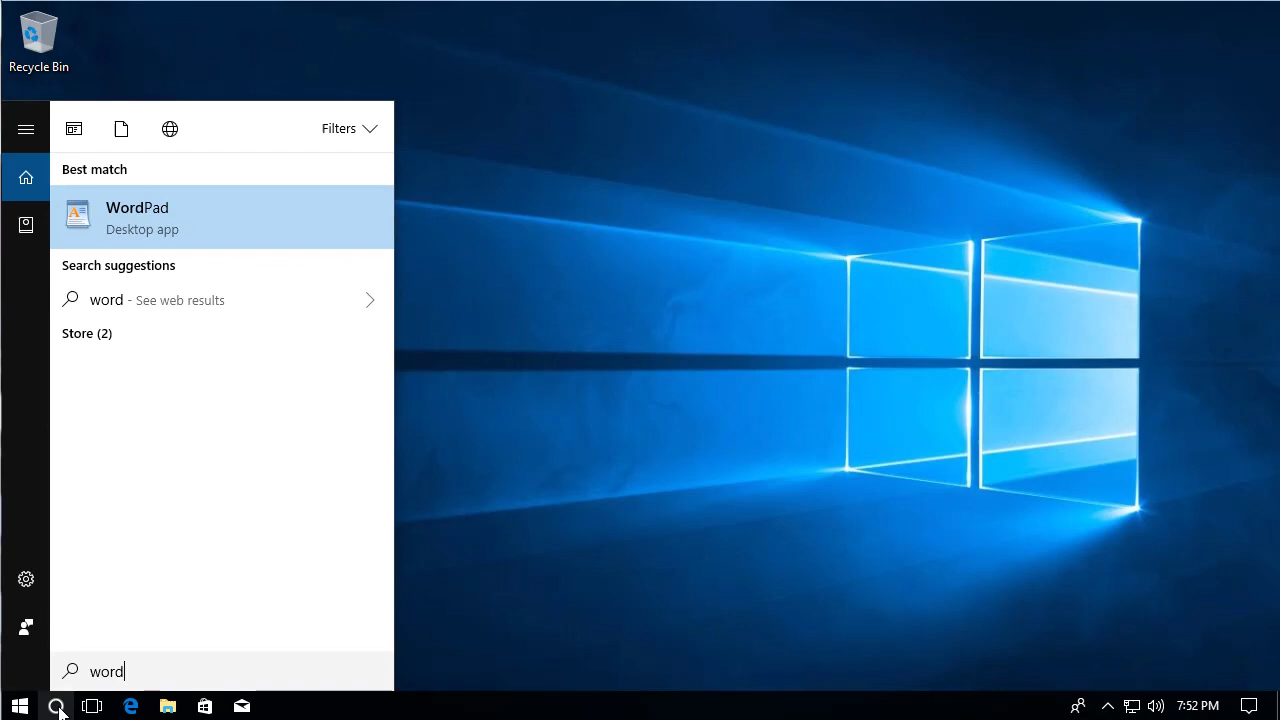 Recycle Bin
Filters
Best match
WordPad
Desktop app
Search suggestions
word - See web results
Store (2)
word
7:52 PM